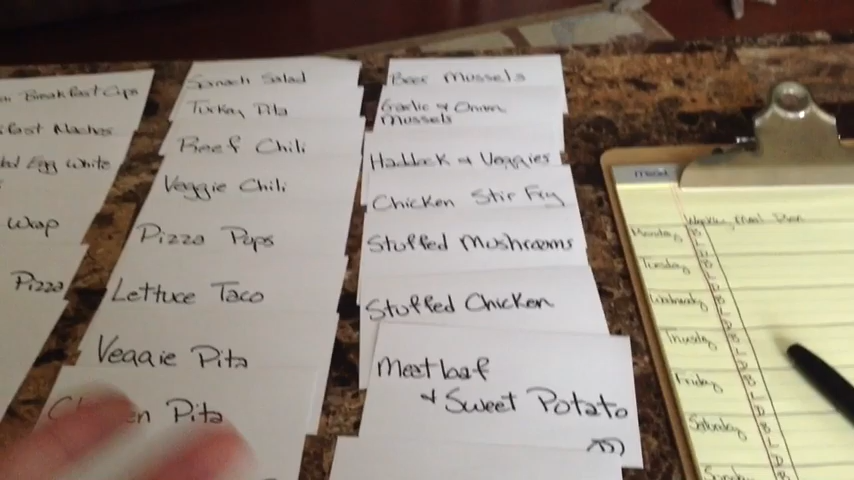 Breakfast Cups
Nachos
Egg White
Wrap
Pizza
Spinach Salad
Turkey Pita
Beef Chili
Veggie Chili
Pizza Pops
Lettuce Taco
Veggie Pita
Pita
Beer Mussels
Garlic & Onion
Mussels
Haddock & Veggies
Chicken Stir Fry
Stuffed Mushrooms
Stuffed Chicken
Meatloaf
& Sweet Potato
Mead
Weekly Meal Plan
Monday B
L
D
Tuesday B
L
D
Wednesday B
L
D
Thursday B
L
D
Friday B
L
D
Saturday B
L
D
Sunday B